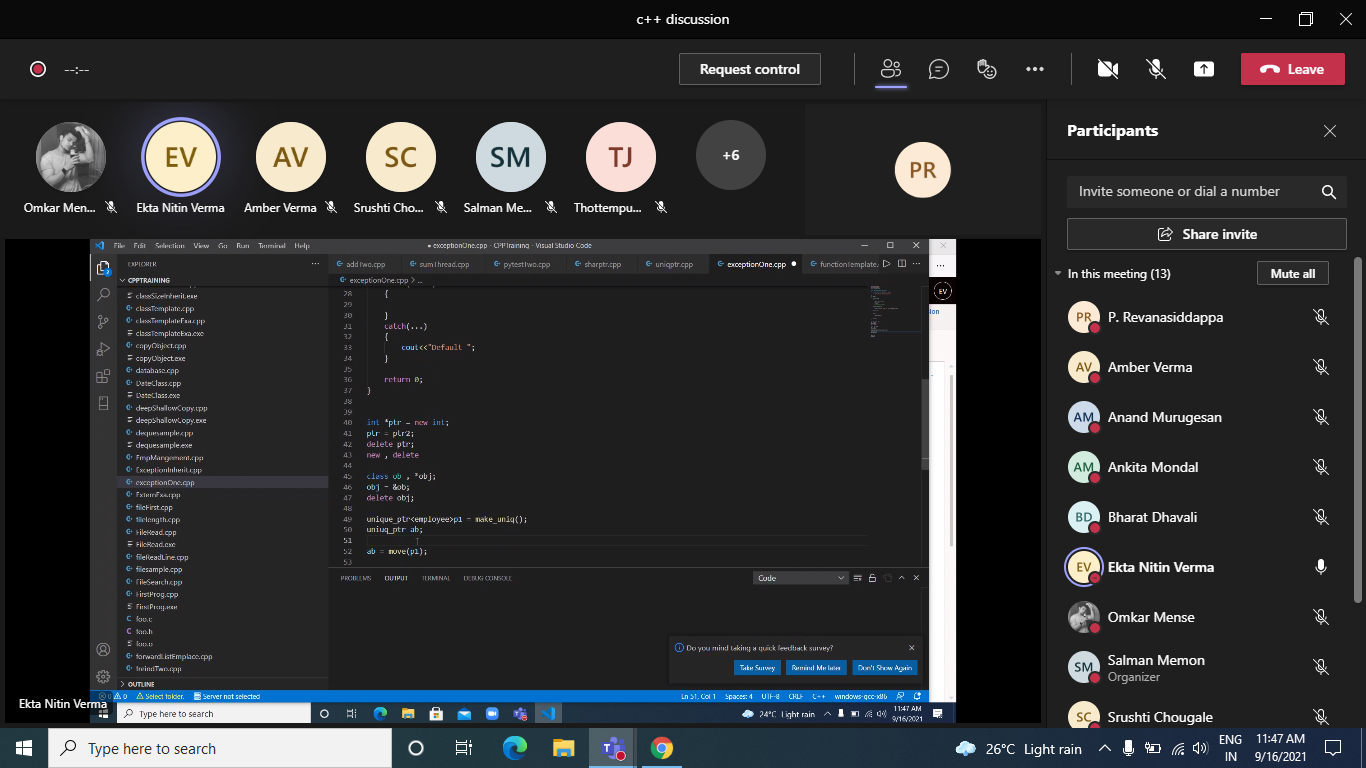 c++ discussion
--:--
Request control
Leave
EV
AV
SC
SM
TJ
+6
PR
Omkar Men...
Ekta Nitin Verma
Amber Verma
Srushti Cho...
Salman Me...
Thottempu...
Participants
Invite someone or dial a number
Share invite
In this meeting (13)
Mute all
PR P. Revanasiddappa
AV Amber Verma
AM Anand Murugesan
AM Ankita Mondal
BD Bharat Dhavali
EV Ekta Nitin Verma
Omkar Mense
SM Salman Memon
Organizer
SC Srushti Chougale
File Edit Selection View Go Run Terminal Help
● exceptionOne.cpp - CPPTraining - Visual Studio Code
EXPLORER ...
CPPTRAINING
classSizeInherit.exe
classTemplate.cpp
classTemplateExa.cpp
classTemplateExa.exe
copyObject.cpp
copyObject.exe
database.cpp
DateClass.cpp
DateClass.exe
deepShallowCopy.cpp
deepShallowCopy.exe
dequesample.cpp
dequesample.exe
EmpMangement.cpp
ExceptionInherit.cpp
exceptionOne.cpp
ExternExa.cpp
fileFirst.cpp
filelength.cpp
FileRead.cpp
FileRead.exe
fileReadLine.cpp
filesample.cpp
FileSearch.cpp
FirstProg.cpp
FirstProg.exe
foo.c
foo.h
foo.o
forwardListEmplace.cpp
freindTwo.cpp
OUTLINE
addTwo.cpp
sumThread.cpp
pytestTwo.cpp
sharptr.cpp
uniqptr.cpp
exceptionOne.cpp ●
functionTemplate.
exceptionOne.cpp > ...
28 {
29
30 }
31 catch(...)
32 {
33 cout<<"Default ";
34 }
35
36 return 0;
37 }
38
39
40 int *ptr = new int;
41 ptr = ptr2;
42 delete ptr;
43 new , delete
44
45 class ob , *obj;
46 obj = &ob;
47 delete obj;
48
49 unique_ptr<employee>p1 = make_uniq();
50 uniuq_ptr ab;
51
52 ab = move(p1);
53
PROBLEMS OUTPUT TERMINAL DEBUG CONSOLE
Code
Do you mind taking a quick feedback survey?
Take Survey
Remind Me later
Don't Show Again
0 0 Select folder. Server not selected
Ln 51, Col 1 Spaces: 4 UTF-8 CRLF C++ windows-gcc-x86
EV
sion
Ekta Nitin Verma
Type here to search
24°C Light rain
11:47 AM
9/16/2021
Type here to search
26°C Light rain
ENG
IN
11:47 AM
9/16/2021